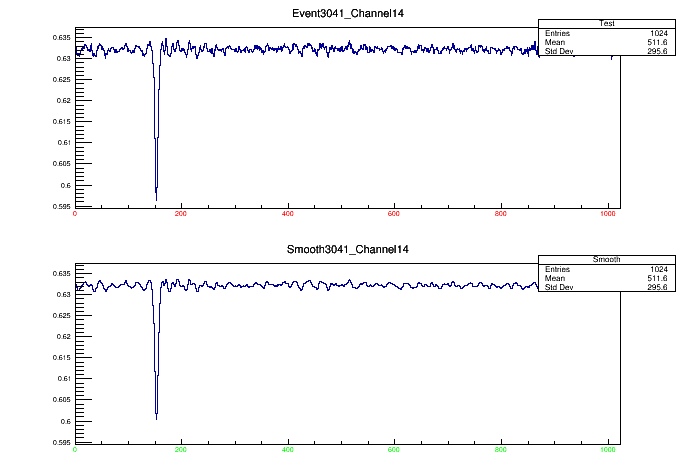 Event3041_Channel14
Test
Entries 1024
Mean 511.6
Std Dev 295.6
0.635
0.63
0.625
0.62
0.615
0.61
0.605
0.6
0.595
0 200 400 600 800 1000
Smooth3041_Channel14
Smooth
Entries 1024
Mean 511.6
Std Dev 295.6
0.635
0.63
0.625
0.62
0.615
0.61
0.605
0.6
0.595
0 200 400 600 800 1000